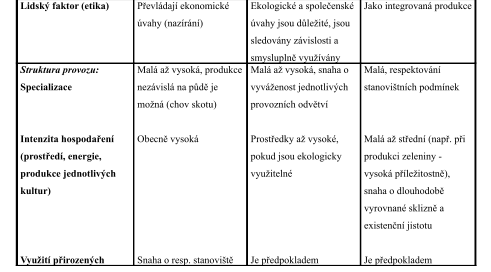 Lidský faktor (etika)
Převládají ekonomické
úvahy (nazírání)
Ekologické a společenské
úvahy jsou důležité, jsou
sledovány závislosti a
smysluplně využívány
Jako integrovaná produkce
Struktura provozu:
Specializace
Malá až vysoká, produkce
nezávislá na půdě je
možná (chov skotu)
Malá až vysoká, snaha o
vyváženost jednotlivých
provozních odvětví
Malá, respektování
stanovištních podmínek
Intenzita hospodaření
(prostředí, energie,
produkce jednotlivých
kultur)
Obecně vysoká
Prostředky až vysoké,
pokud jsou ekologicky
využitelné
Malá až střední (např. při
produkci zeleniny -
vysoká příležitostně),
snaha o dlouhodobě
vyrovnané sklizně a
existenční jistotu
Využití přirozených
Snaha o resp. stanoviště
Je předpokladem
Je předpokladem